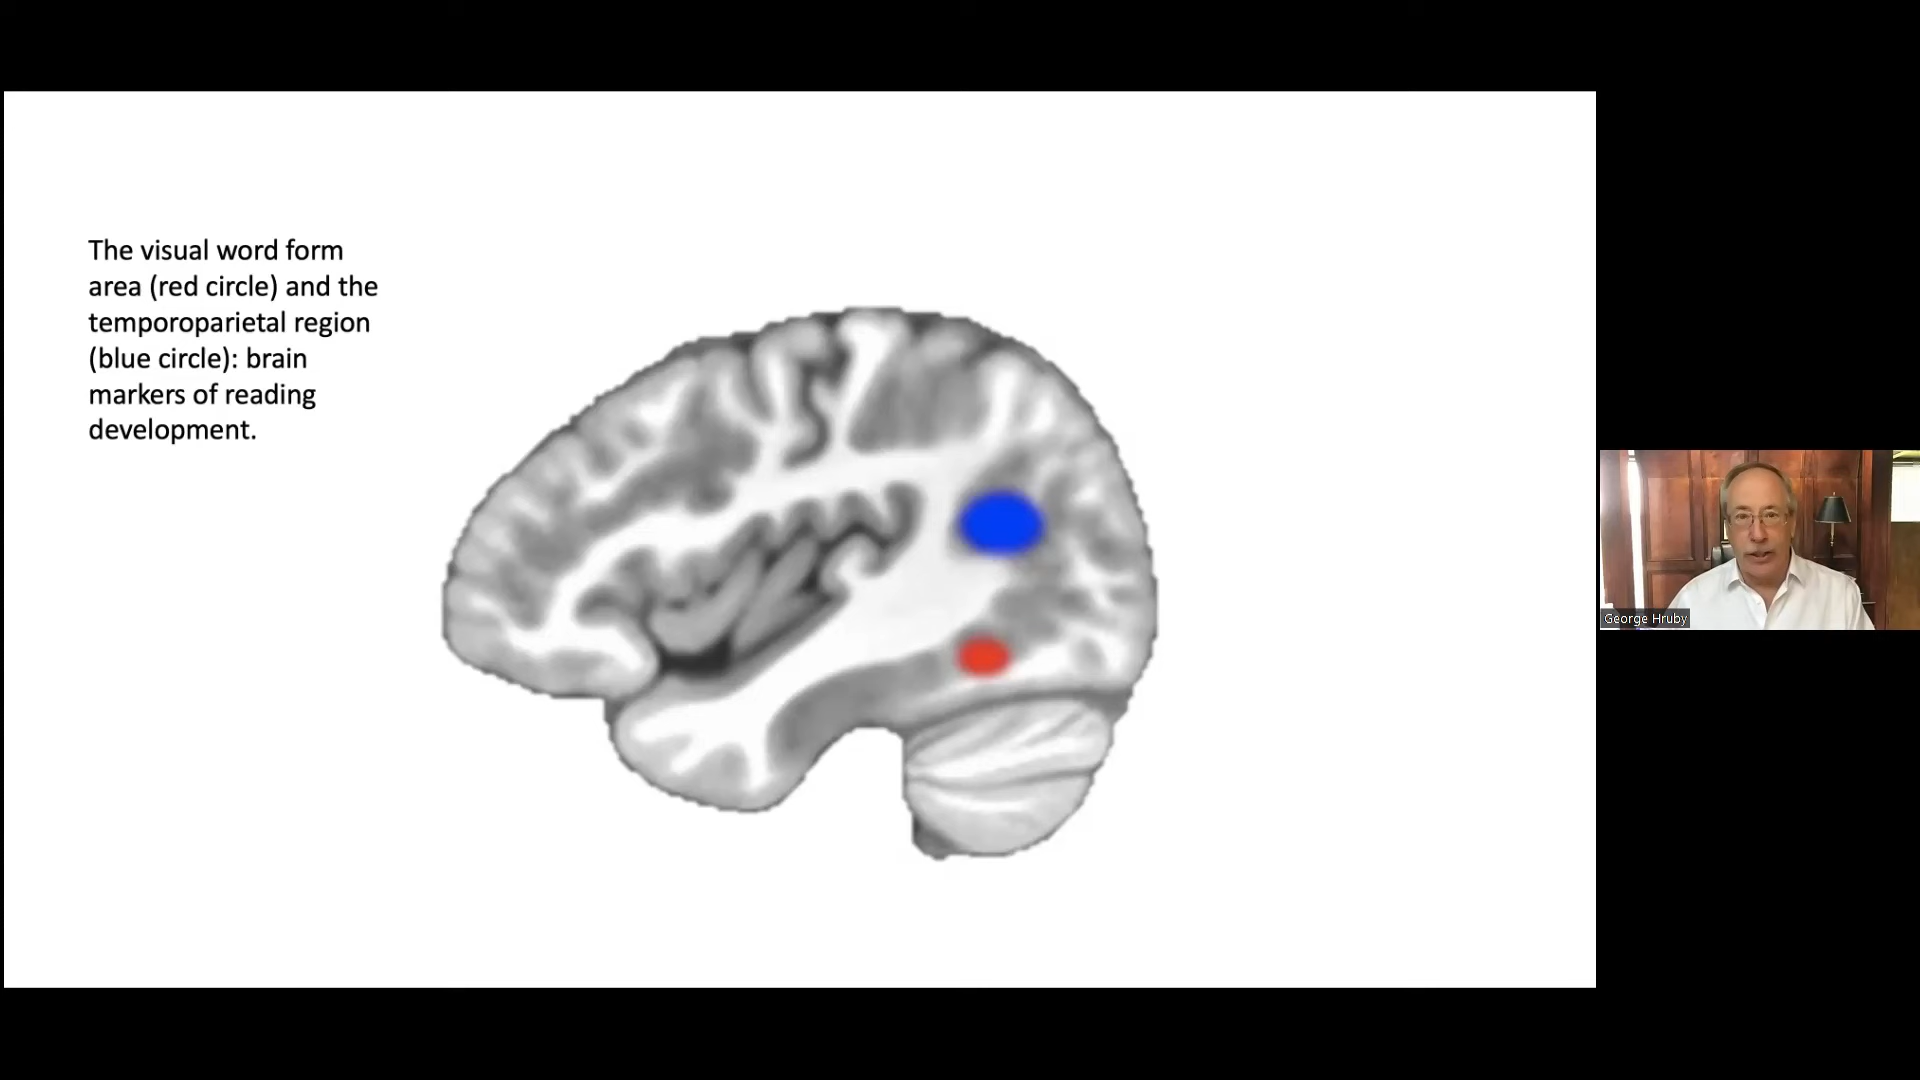 The visual word form
area (red circle) and the
temporoparietal region
(blue circle): brain
markers of reading
development.
George Hruby